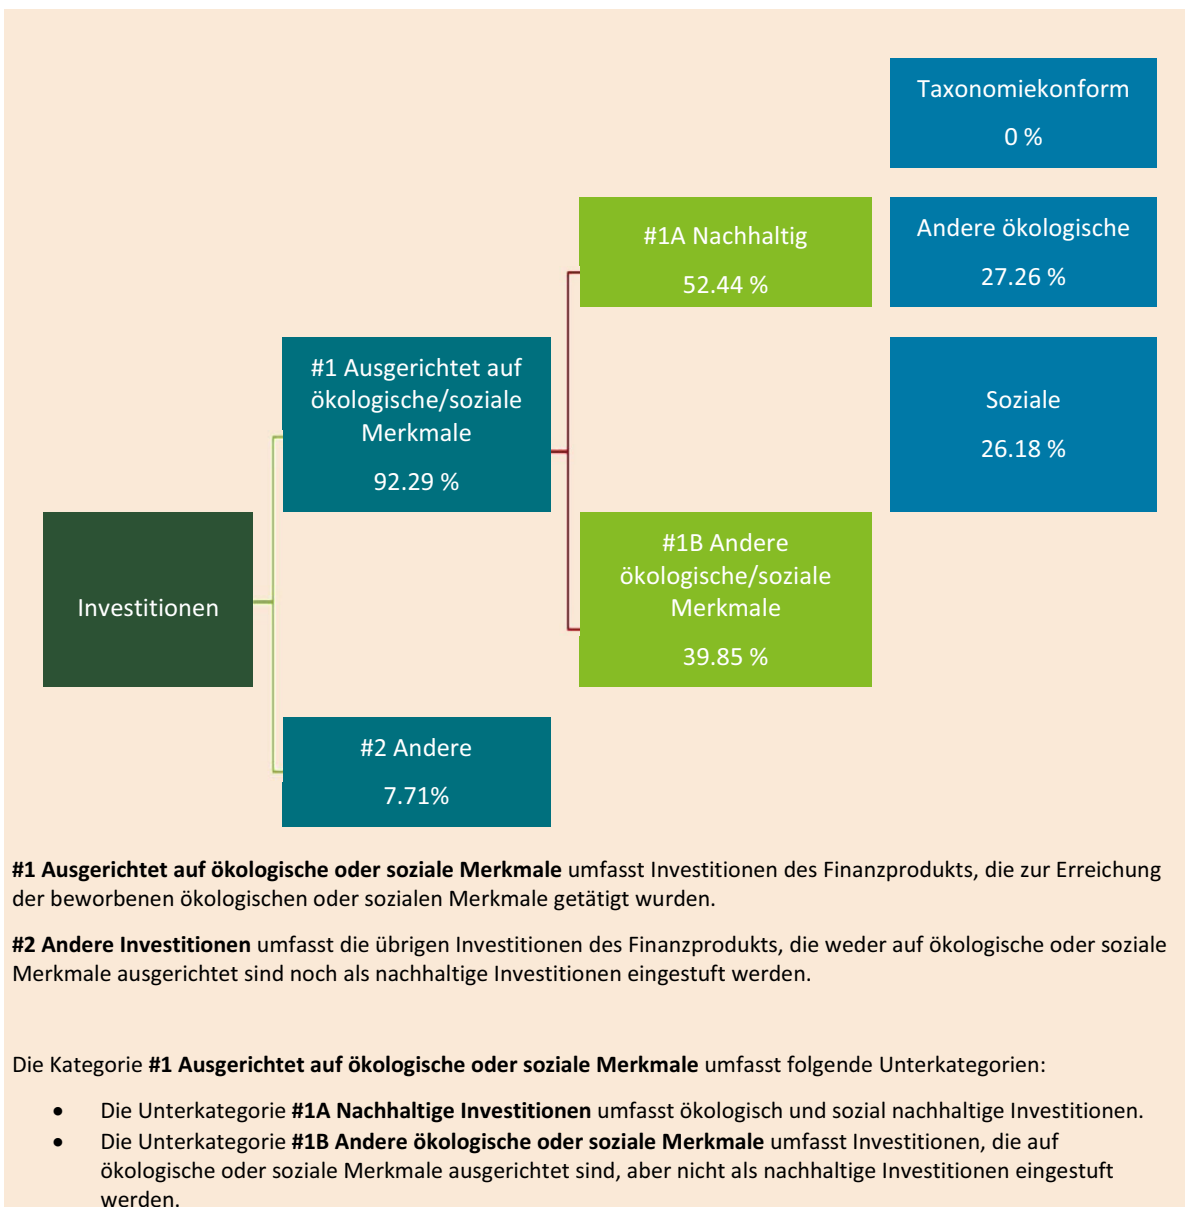 Taxonomiekonform
0 %
#1A Nachhaltig
52.44 %
Andere ökologische
27.26 %
#1 Ausgerichtet auf
ökologische/soziale
Merkmale
92.29 %
Soziale
26.18 %
Investitionen
#1B Andere
ökologische/soziale
Merkmale
39.85 %
#2 Andere
7.71%
#1 Ausgerichtet auf ökologische oder soziale Merkmale umfasst Investitionen des Finanzprodukts, die zur Erreichung
der beworbenen ökologischen oder sozialen Merkmale getätigt wurden.
#2 Andere Investitionen umfasst die übrigen Investitionen des Finanzprodukts, die weder auf ökologische oder soziale
Merkmale ausgerichtet sind noch als nachhaltige Investitionen eingestuft werden.
Die Kategorie #1 Ausgerichtet auf ökologische oder soziale Merkmale umfasst folgende Unterkategorien:
• Die Unterkategorie #1A Nachhaltige Investitionen umfasst ökologisch und sozial nachhaltige Investitionen.
• Die Unterkategorie #1B Andere ökologische oder soziale Merkmale umfasst Investitionen, die auf
ökologische oder soziale Merkmale ausgerichtet sind, aber nicht als nachhaltige Investitionen eingestuft
werden.